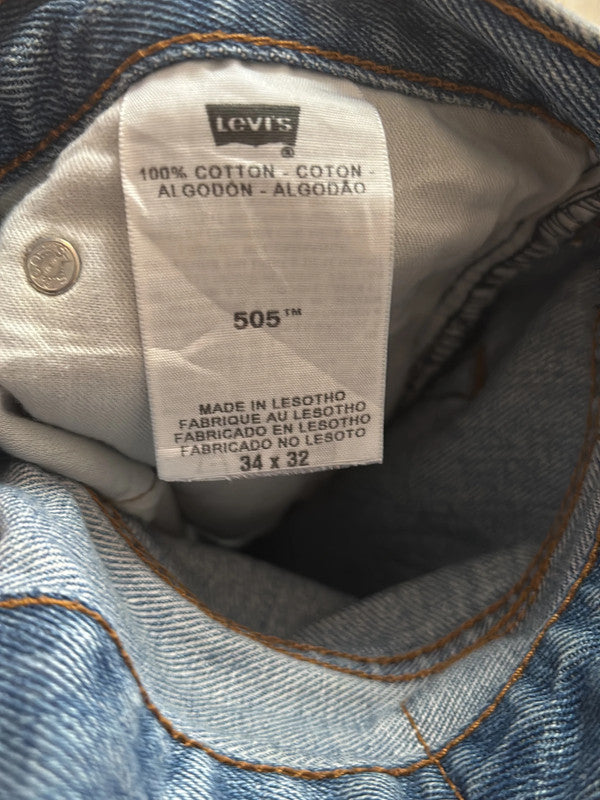 LEVI'S
®
100% COTTON - COTON -
ALGODÓN - ALGODÃO
505™
MADE IN LESOTHO
FABRIQUE AU LESOTHO
FABRICADO EN LESOTHO
FABRICADO NO LESOTO
34 x 32